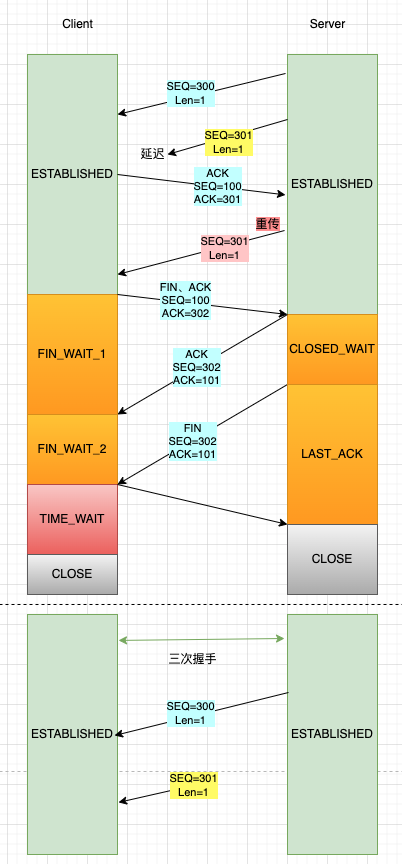 Client
Server
SEQ=300
Len=1
SEQ=301
Len=1
延迟
ESTABLISHED
ACK
SEQ=100
ACK=301
ESTABLISHED
重传
SEQ=301
Len=1
FIN、ACK
SEQ=100
ACK=302
FIN_WAIT_1
ACK
SEQ=302
ACK=101
CLOSED_WAIT
FIN_WAIT_2
FIN
SEQ=302
ACK=101
LAST_ACK
TIME_WAIT
CLOSE
CLOSE
三次握手
SEQ=300
Len=1
ESTABLISHED
ESTABLISHED
SEQ=301
Len=1